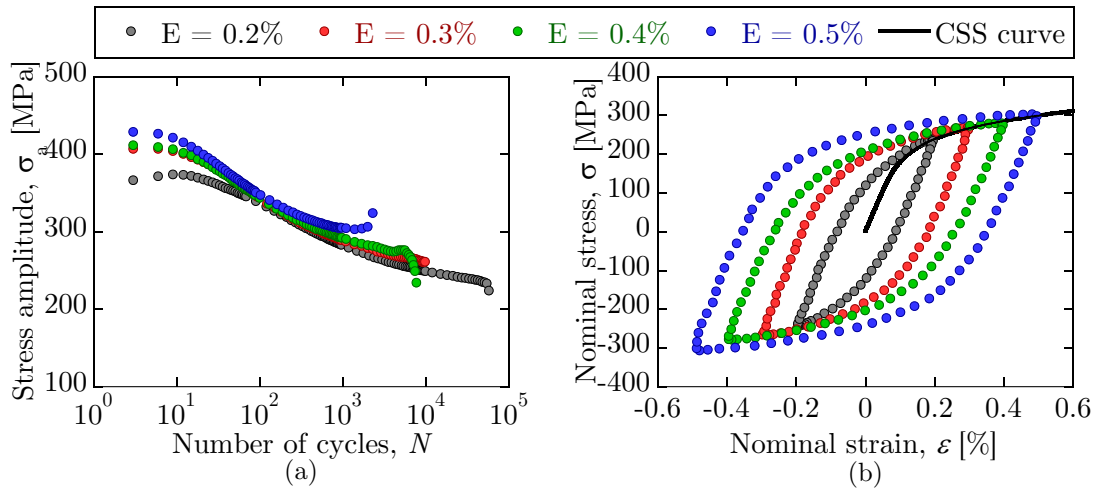 E = 0.2% E = 0.3% E = 0.4% E = 0.5% CSS curve
Stress amplitude, σa [MPa]
500
400
300
200
100
10^0 10^1 10^2 10^3 10^4 10^5
Number of cycles, N
(a)
Nominal stress, σ [MPa]
400
300
200
100
0
-100
-200
-300
-400
-0.6 -0.4 -0.2 0 0.2 0.4 0.6
Nominal strain, ε [%]
(b)